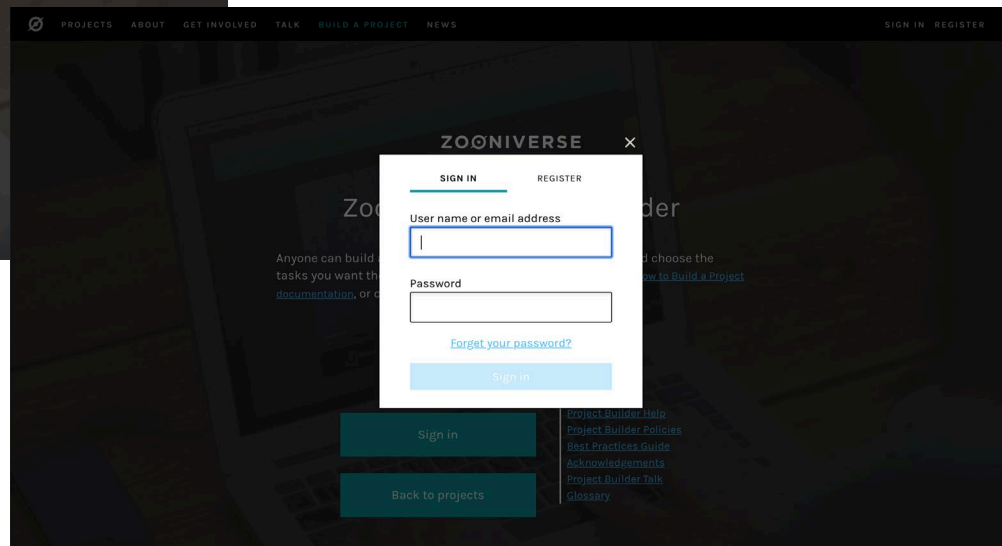 PROJECTS ABOUT GET INVOLVED TALK BUILD A PROJECT NEWS SIGN IN REGISTER
ZOONIVERSE
×
SIGN IN REGISTER
Zoo der
User name or email address
Anyone can build d choose the
tasks you want th ow to Build a Project
documentation, or c
Password
Forget your password?
Sign in
Sign in
Back to projects
Project Builder Help
Project Builder Policies
Best Practices Guide
Acknowledgements
Project Builder Talk
Glossary